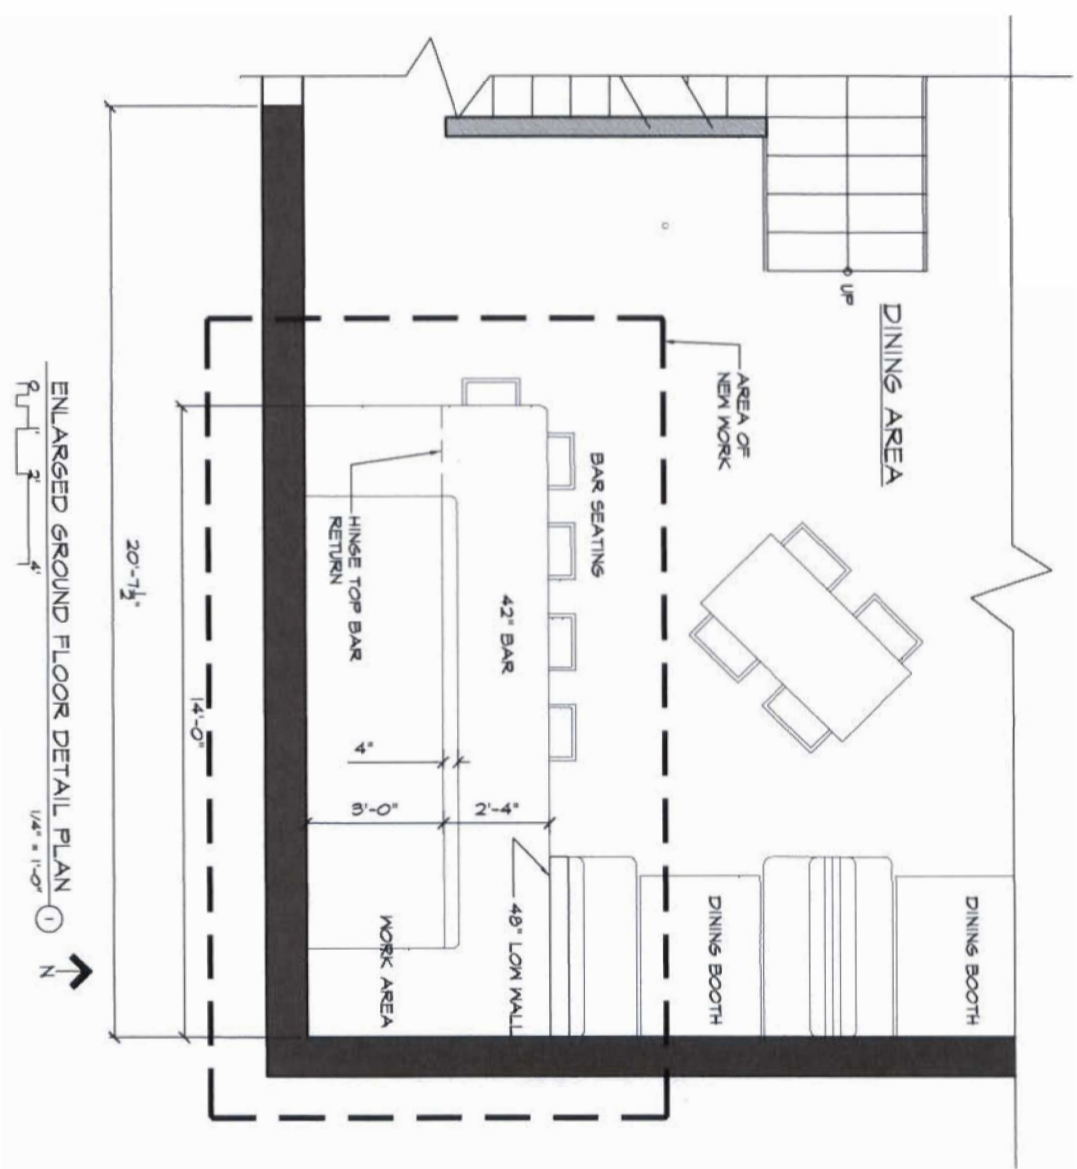 DINING AREA
UP
DINING BOOTH
AREA OF
NEW WORK
DINING BOOTH
BAR SEATING
42" BAR
48" LOW WALL
2'-4"
3'-0"
4"
HINGE TOP BAR
RETURN
WORK AREA
14'-0"
20'-7½"
ENLARGED GROUND FLOOR DETAIL PLAN
1
0 1' 2' 4'
1/4" = 1'-0"
N